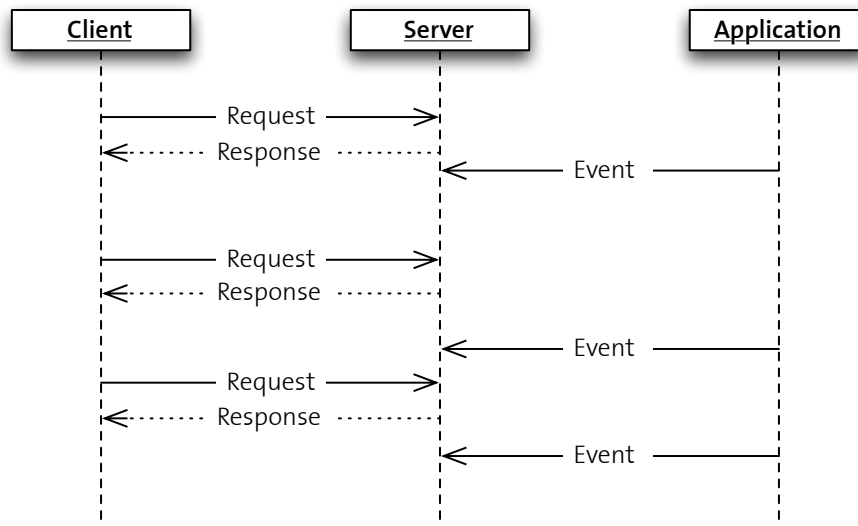 Client
Server
Application
Request
Response
Event
Request
Response
Event
Request
Response
Event